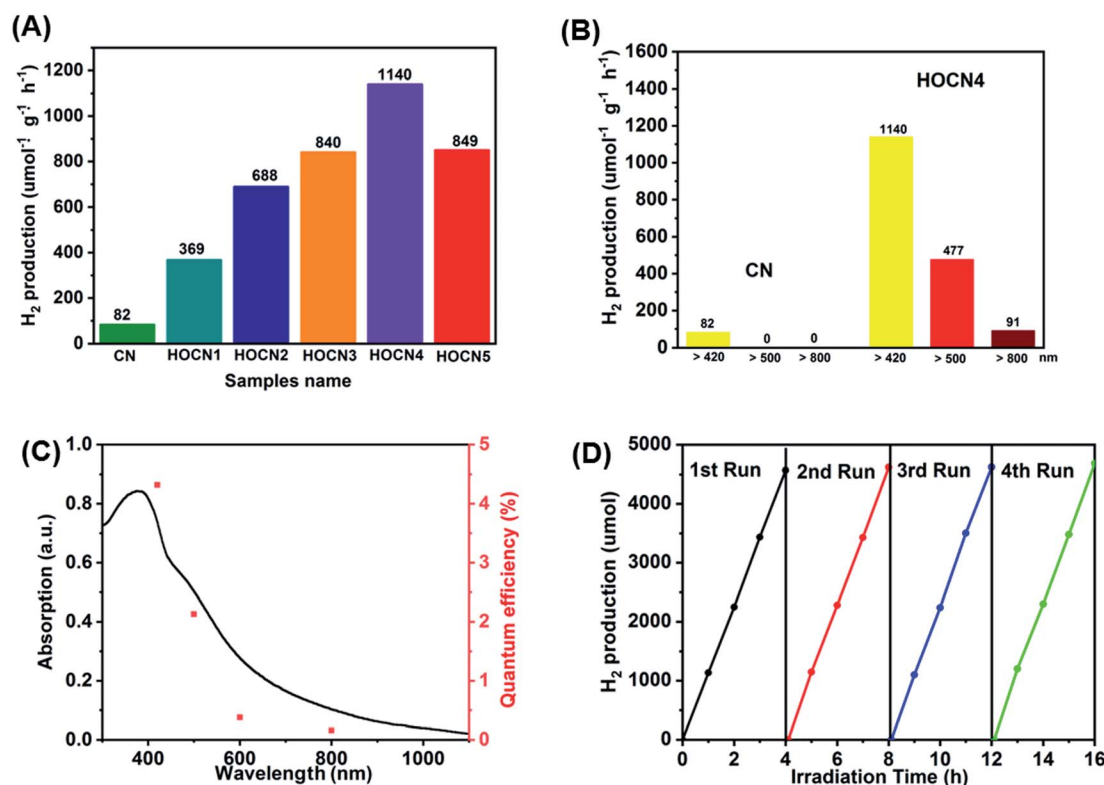 (A)
H₂ production (umol⁻¹ g⁻¹ h⁻¹)
1200
1000
800
600
400
200
0
82
369
688
840
1140
849
CN HOCN1 HOCN2 HOCN3 HOCN4 HOCN5
Samples name
(B)
H₂ production (umol⁻¹ g⁻¹ h⁻¹)
1600
1400
1200
1000
800
600
400
200
0
HOCN4
CN
82
0
0
1140
477
91
> 420 > 500 > 800 > 420 > 500 > 800 nm
(C)
Absorption (a.u.)
1.0
0.8
0.6
0.4
0.2
0.0
400 600 800 1000
Wavelength (nm)
5
4
3
2
1
0
Quantum efficiency (%)
(D)
H₂ production (umol)
5000
4000
3000
2000
1000
0
1st Run 2nd Run 3rd Run 4th Run
0 2 4 6 8 10 12 14 16
Irradiation Time (h)